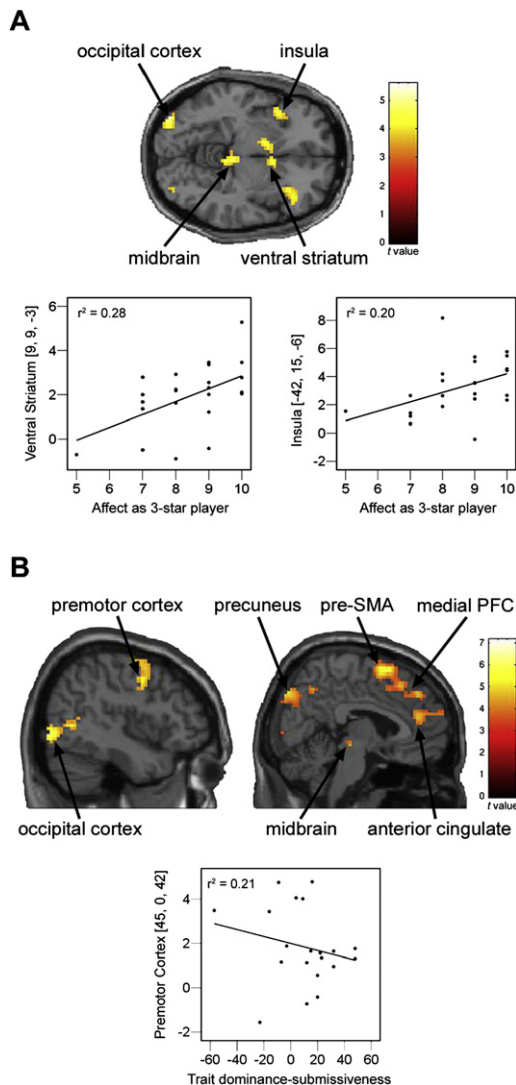 A
occipital cortex
insula
5
4
3
2
1
0
t value
midbrain
ventral striatum
r² = 0.28
Ventral Striatum [9, 9, -3]
6
4
2
0
5 6 7 8 9 10
Affect as 3-star player
r² = 0.20
Insula [-42, 15, -6]
8
6
4
2
0
-2
5 6 7 8 9 10
Affect as 3-star player
B
premotor cortex
precuneus
pre-SMA
medial PFC
7
6
5
4
3
2
1
0
t value
occipital cortex
midbrain
anterior cingulate
r² = 0.21
Premotor Cortex [45, 0, 42]
4
2
0
-2
-60 -40 -20 0 20 40 60
Trait dominance-submissiveness